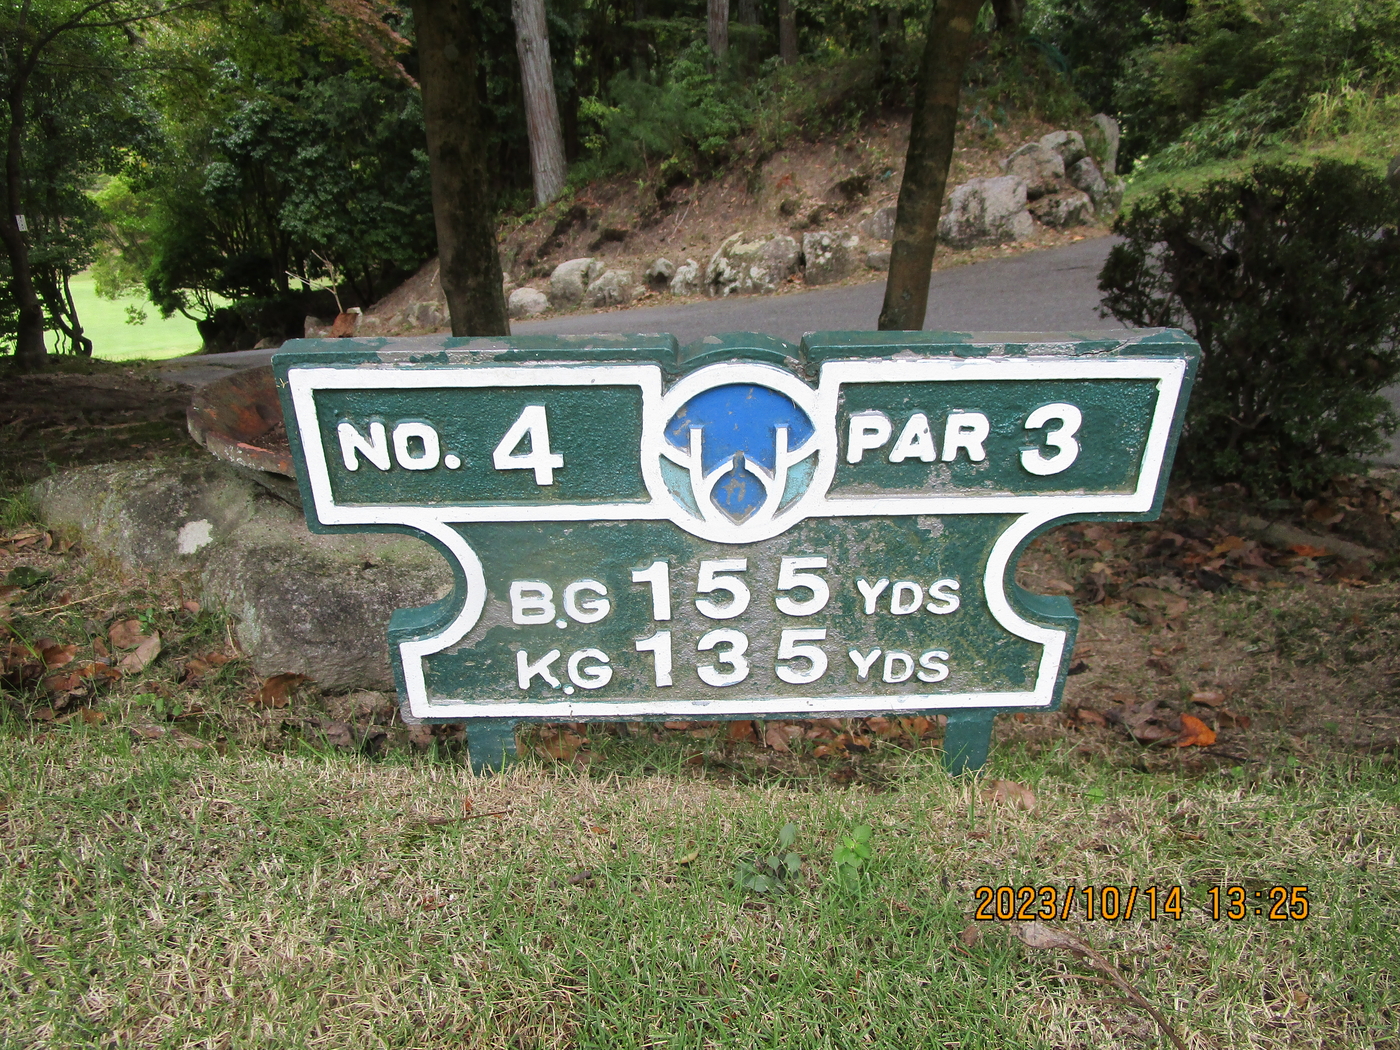 NO. 4
PAR 3
B.G 155 YDS
K.G 135 YDS
2023/10/14 13:25